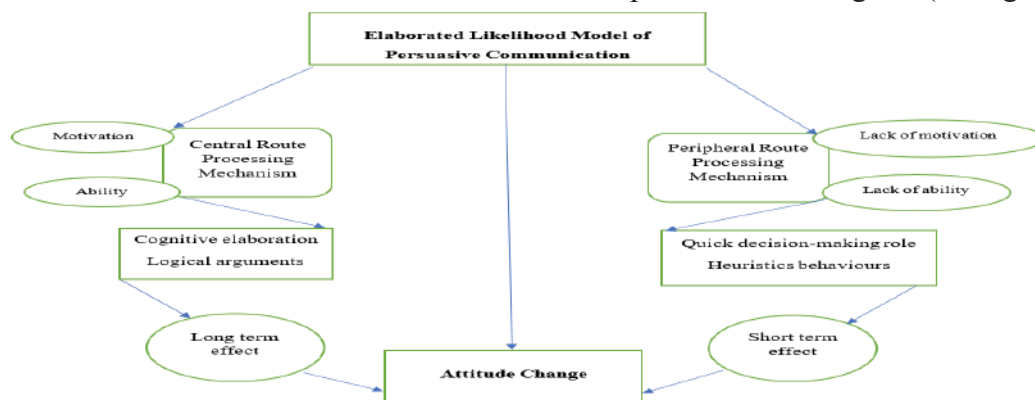 Elaborated Likelihood Model of
Persuasive Communication
Motivation
Central Route
Processing
Mechanism
Ability
Cognitive elaboration
Logical arguments
Long term
effect
Lack of motivation
Peripheral Route
Processing
Mechanism
Lack of ability
Quick decision-making role
Heuristics behaviours
Short term
effect
Attitude Change